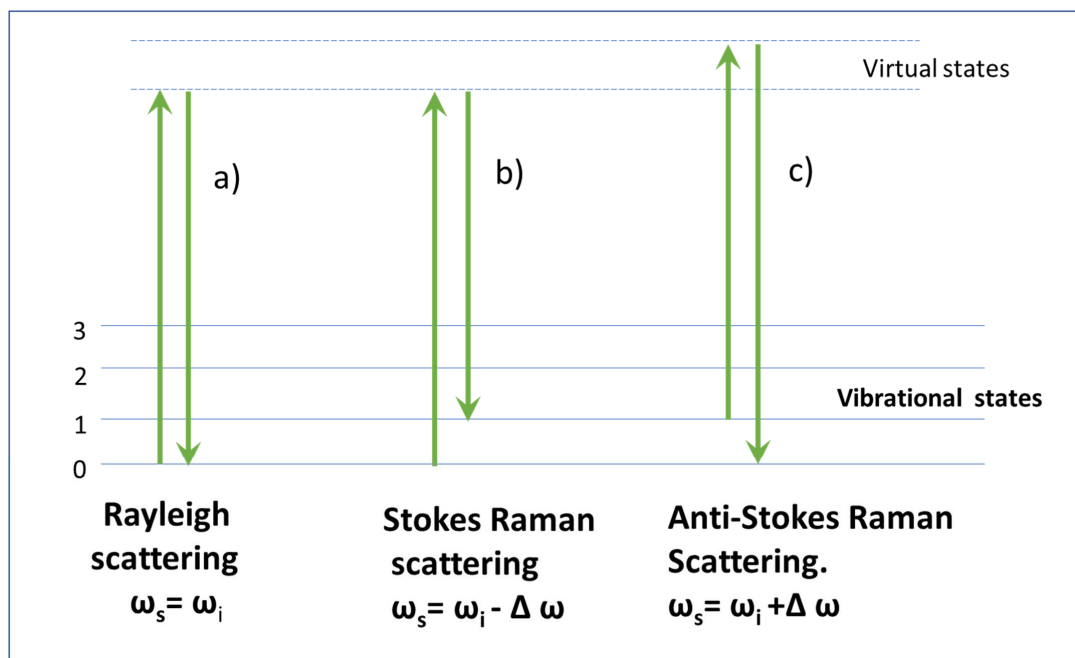 Virtual states
a)
b)
c)
3
2
1
0
Vibrational states
Rayleigh
scattering
ωs= ωi
Stokes Raman
scattering
ωs= ωi - Δ ω
Anti-Stokes Raman
Scattering.
ωs= ωi +Δ ω